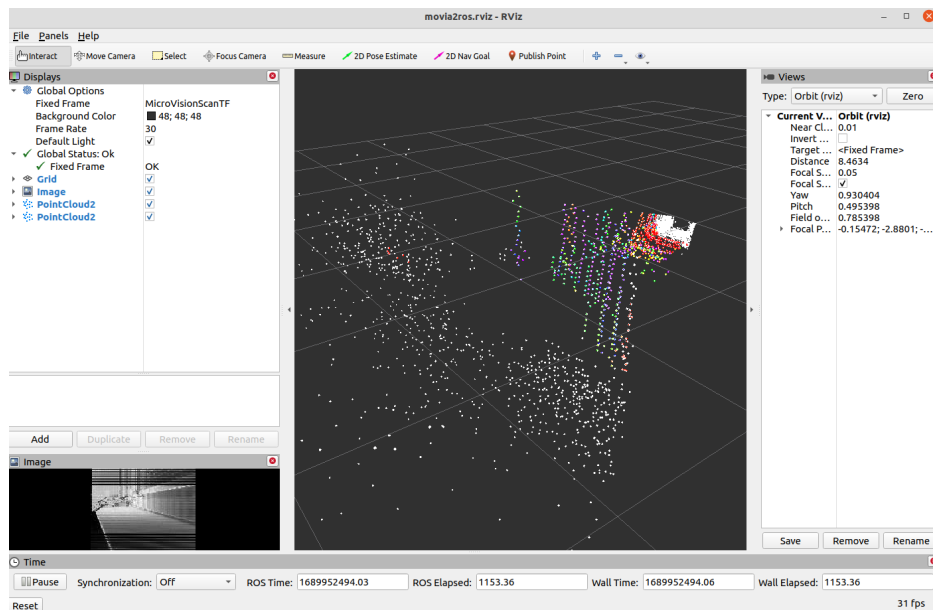 movia2ros.rviz - RViz
File Panels Help
Interact Move Camera Select Focus Camera Measure 2D Pose Estimate 2D Nav Goal Publish Point
Displays
Global Options
Fixed Frame MicroVisionScanTF
Background Color 48; 48; 48
Frame Rate 30
Default Light
Global Status: Ok
Fixed Frame OK
Grid
Image
PointCloud2
PointCloud2
Add Duplicate Remove Rename
Image
Views
Type: Orbit (rviz) Zero
Current V... Orbit (rviz)
Near Cl... 0.01
Invert ...
Target ... <Fixed Frame>
Distance 8.4634
Focal S... 0.05
Focal S...
Yaw 0.930404
Pitch 0.495398
Field o... 0.785398
Focal P... -0.15472; -2.8801; -...
Save Remove Rename
Time
Pause Synchronization: Off ROS Time: 1689952494.03 ROS Elapsed: 1153.36 Wall Time: 1689952494.06 Wall Elapsed: 1153.36
Reset 31 fps